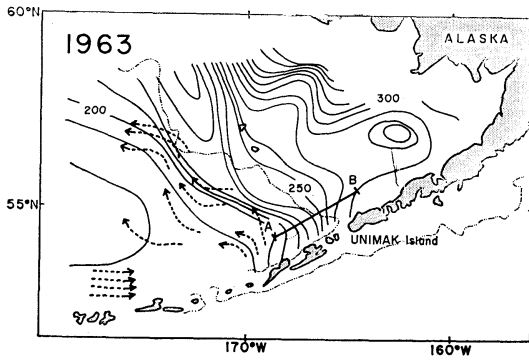 60°N
1963
ALASKA
300
200
B
250
55°N
A
UNIMAK Island
170°W
160°W